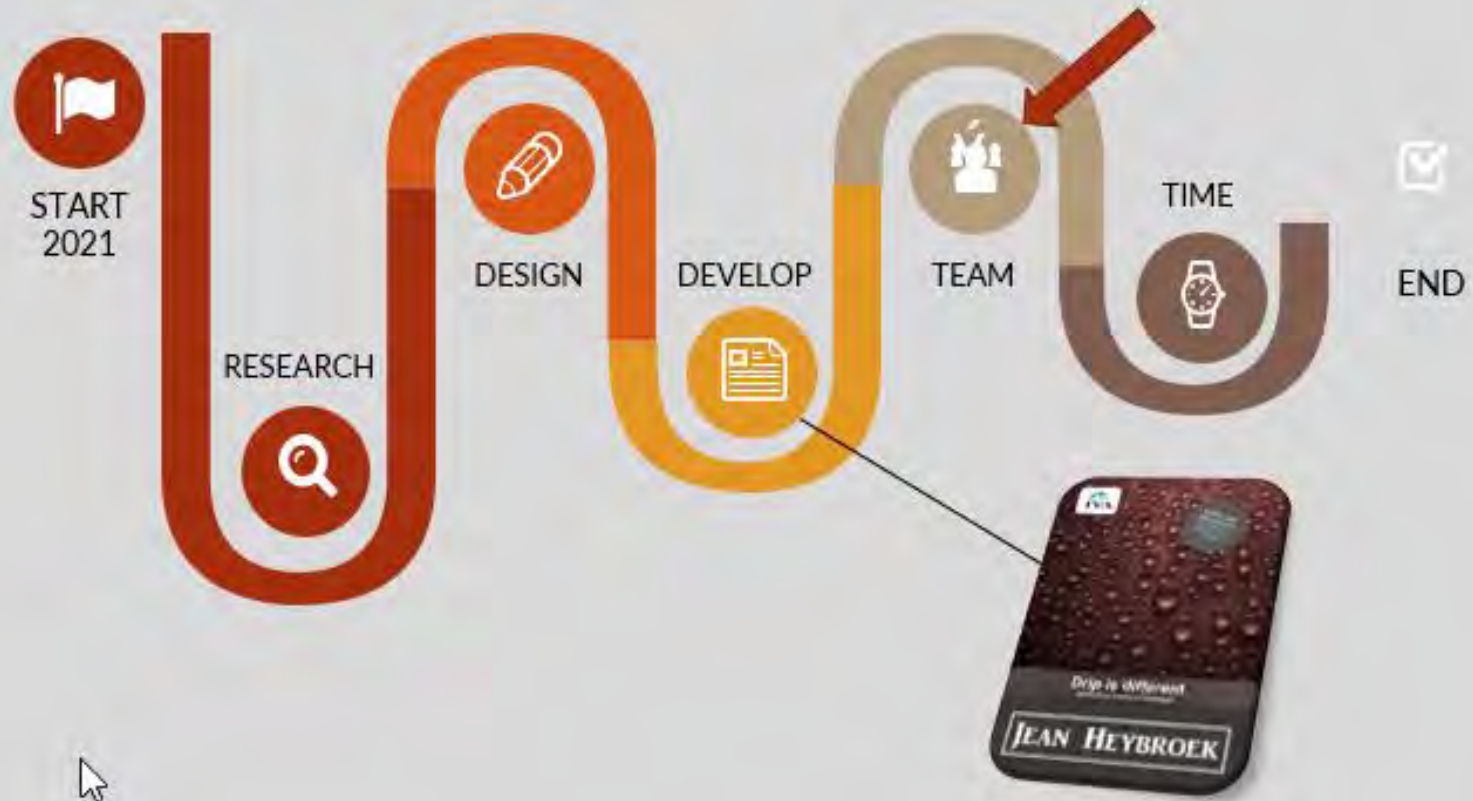 START
2021
RESEARCH
DESIGN
DEVELOP
TEAM
TIME
END
Drip is different
JEAN HEYBROEK